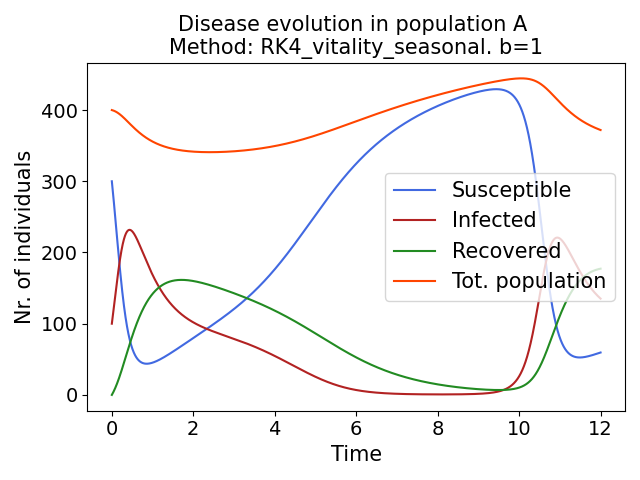 Disease evolution in population A
Method: RK4_vitality_seasonal. b=1
Nr. of individuals
400
300
200
100
0
Susceptible
Infected
Recovered
Tot. population
0 2 4 6 8 10 12
Time